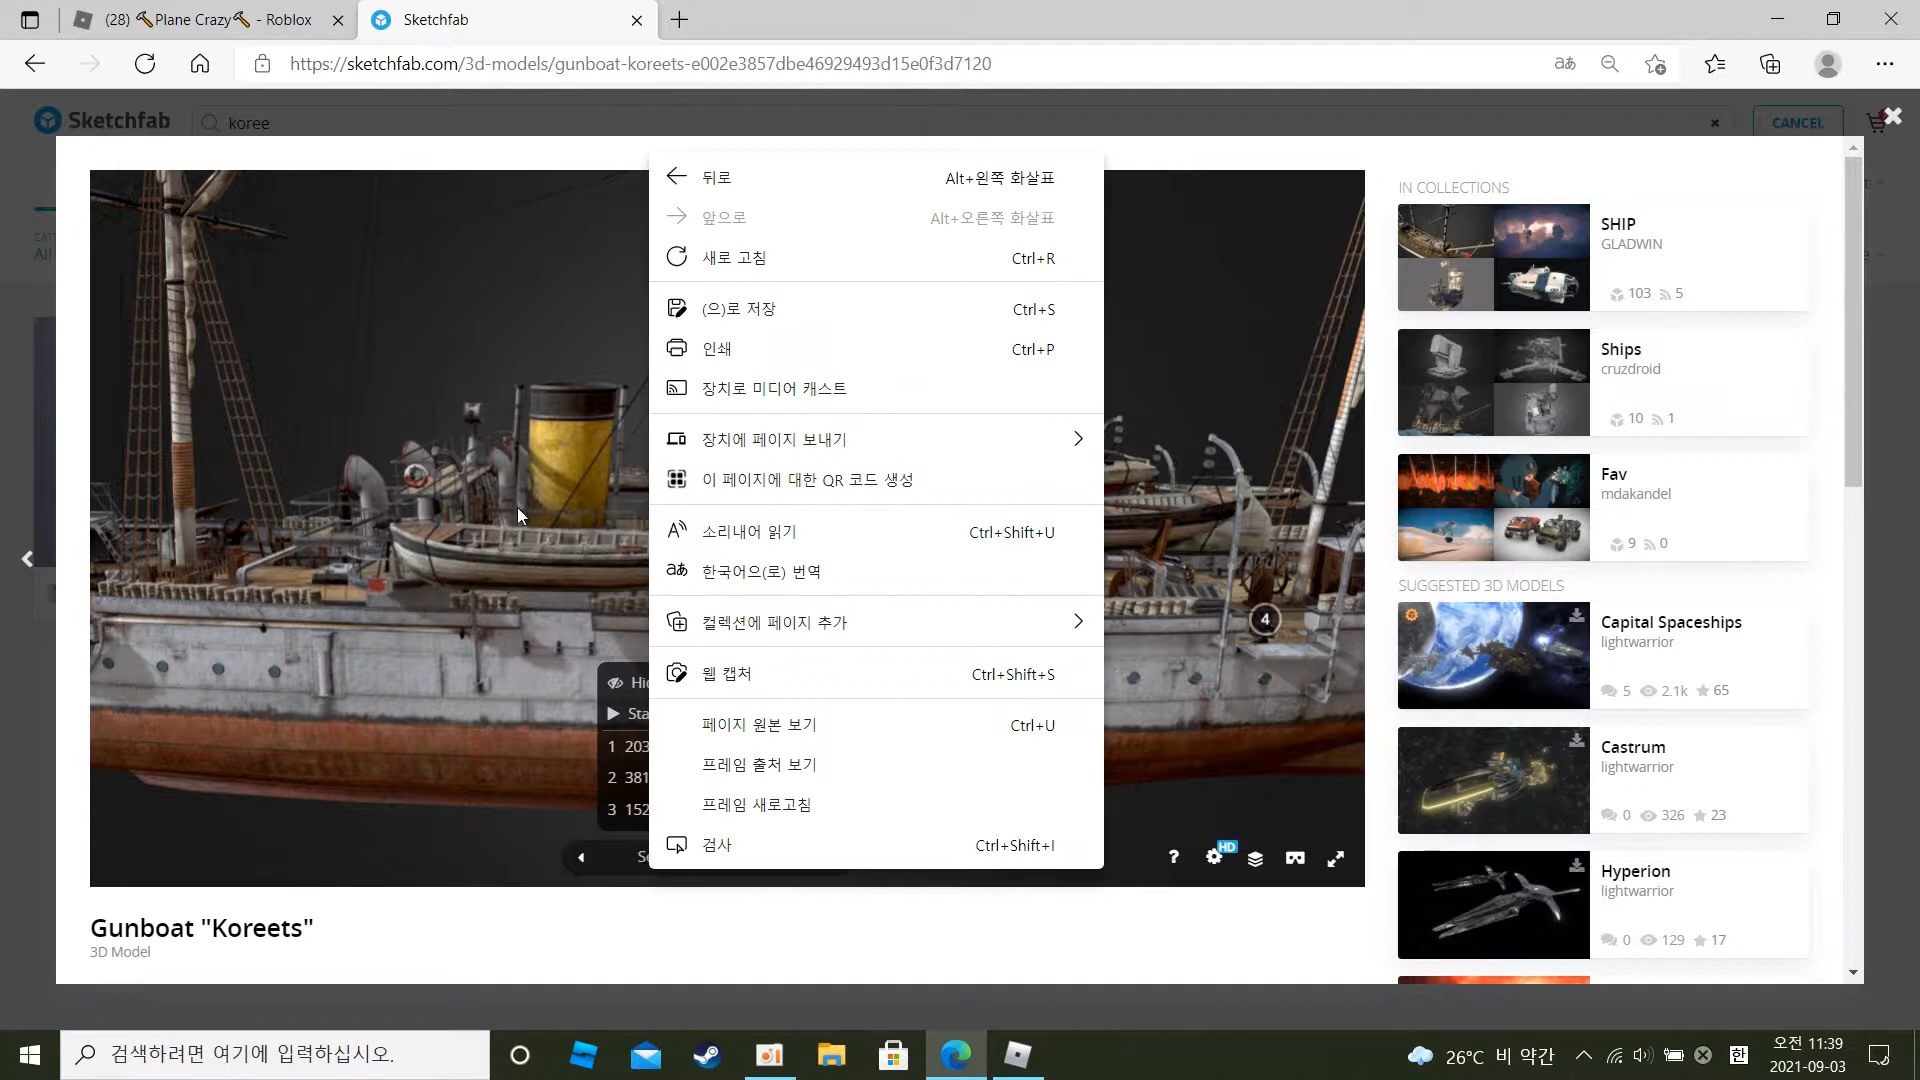 (28) 🔨Plane Crazy🔨 - Roblox
Sketchfab
https://sketchfab.com/3d-models/gunboat-koreets-e002e3857dbe46929493d15e0f3d7120
Sketchfab
koree
CANCEL
All
뒤로 Alt+왼쪽 화살표
앞으로 Alt+오른쪽 화살표
새로 고침 Ctrl+R
(으)로 저장 Ctrl+S
인쇄 Ctrl+P
장치로 미디어 캐스트
장치에 페이지 보내기
이 페이지에 대한 QR 코드 생성
소리내어 읽기 Ctrl+Shift+U
한국어으(로) 번역
컬렉션에 페이지 추가
웹 캡처 Ctrl+Shift+S
페이지 원본 보기 Ctrl+U
프레임 출처 보기
프레임 새로고침
검사 Ctrl+Shift+I
4
1 203
2 381
3 152
HD
Gunboat "Koreets"
3D Model
IN COLLECTIONS
SHIP
GLADWIN
103 5
Ships
cruzdroid
10 1
Fav
mdakandel
9 0
SUGGESTED 3D MODELS
Capital Spaceships
lightwarrior
5 2.1k 65
Castrum
lightwarrior
0 326 23
Hyperion
lightwarrior
0 129 17
검색하려면 여기에 입력하십시오.
26°C 비 약간
한
오전 11:39
2021-09-03